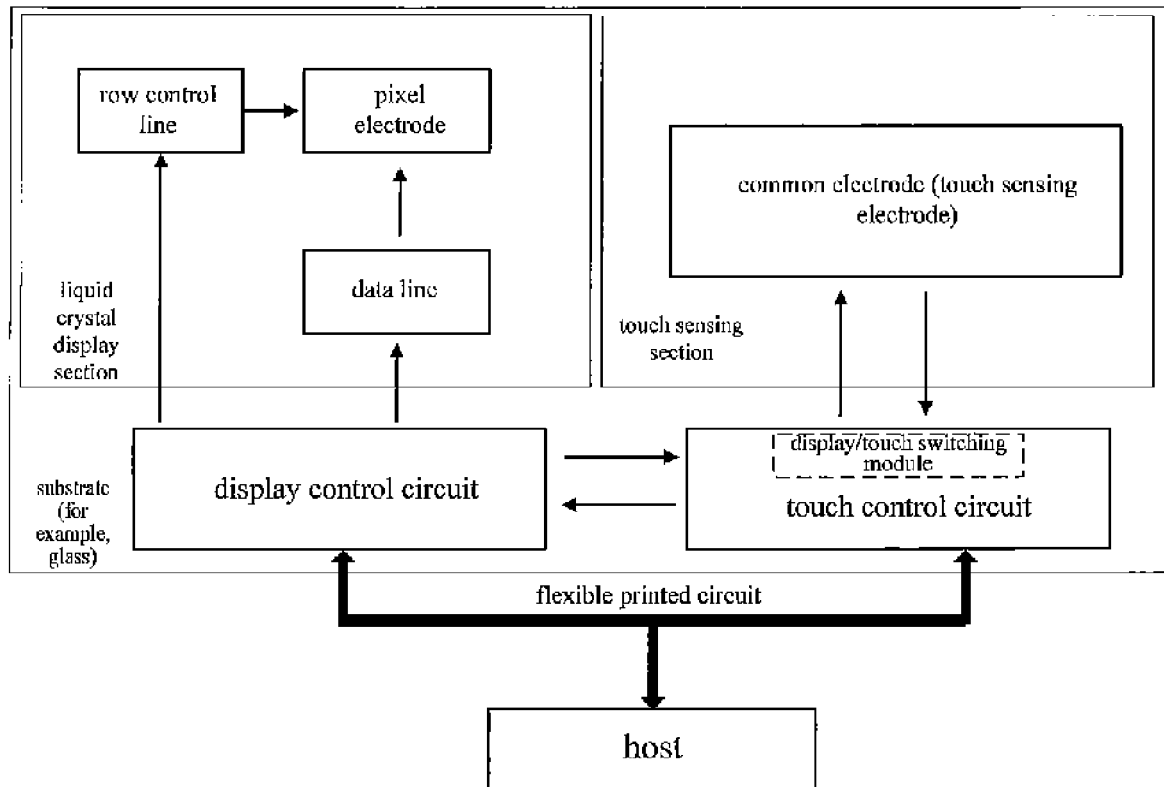 row control
line
pixel
electrode
common electrode (touch sensing
electrode)
data line
liquid
crystal
display
section
touch sensing
section
display control circuit
display/touch switching
module
touch control circuit
substrate
(for
example,
glass)
flexible printed circuit
host